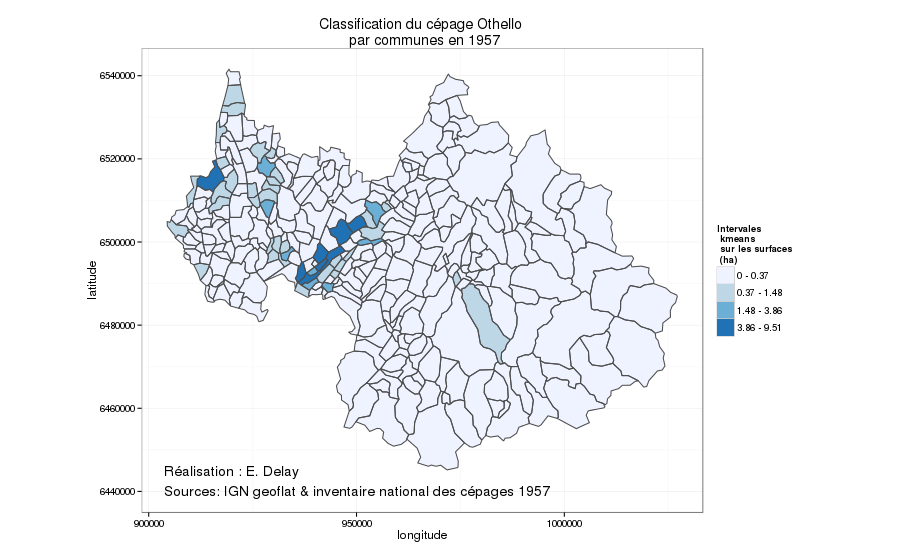 Classification du cépage Othello
par communes en 1957
6540000
6520000
6500000
6480000
6460000
6440000
latitude
900000
950000
1000000
longitude
Réalisation : E. Delay
Sources: IGN geoflat & inventaire national des cépages 1957
Intervales
kmeans
sur les surfaces
(ha)
0 - 0.37
0.37 - 1.48
1.48 - 3.86
3.86 - 9.51